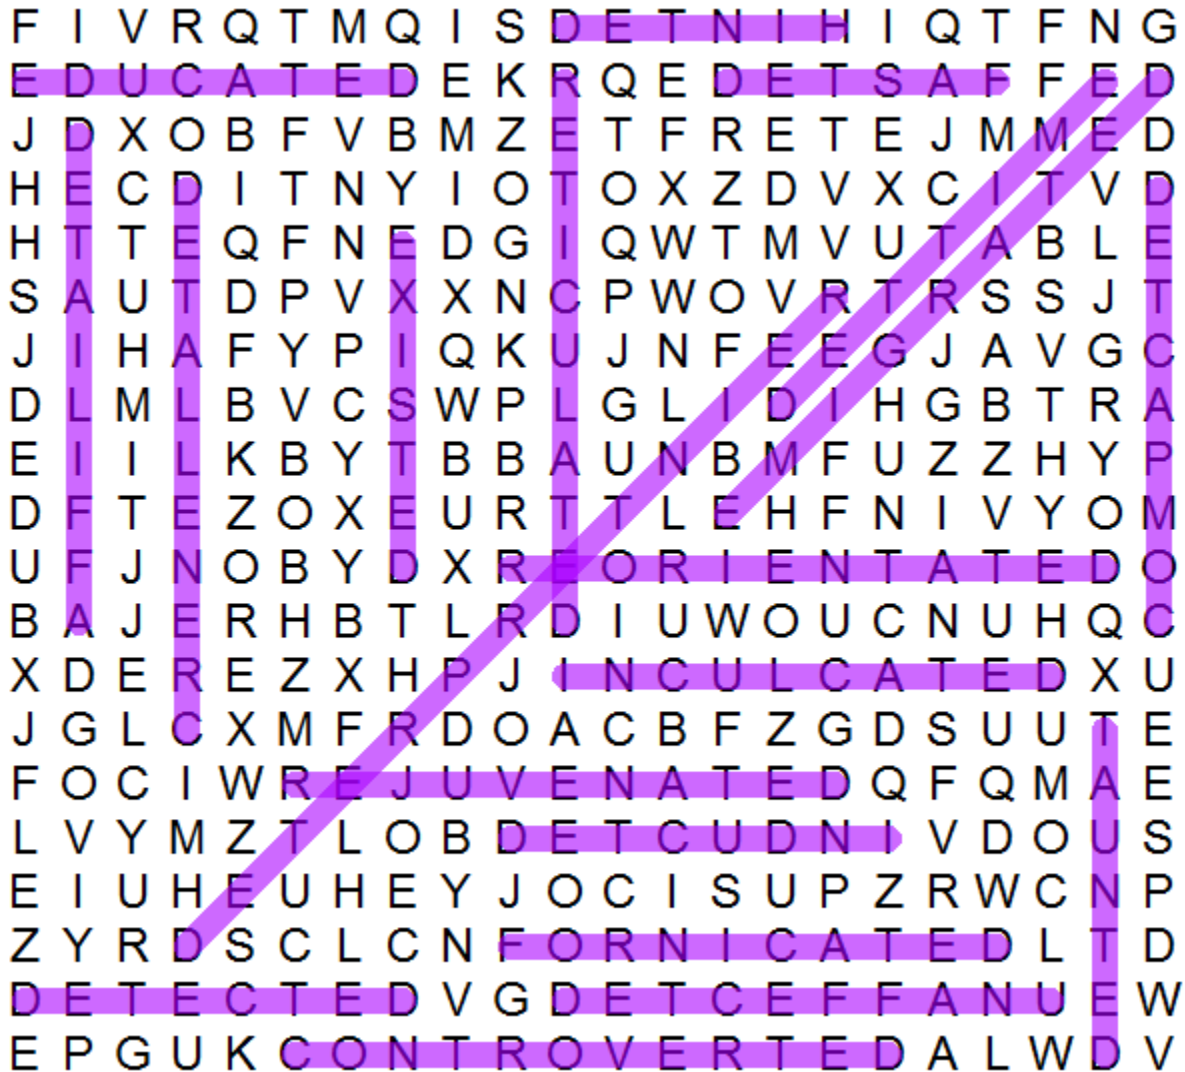 F I V R Q T M Q I S D E T N I H I Q T F N G
E D U C A T E D E K R Q E D E T S A F F E D
J D X O B F V B M Z E T F R E T E J M M E D
H E C D I T N Y I O T O X Z D V X C I T V D
H T T E Q F N E D G I Q W T M V U T A B L E
S A U T D P V X X N C P W O V R T R S S J T
J I H A F Y P I Q K U J N F E E G J A V G C
D L M L B V C S W P L G L I D I H G B T R A
E I I L K B Y T B B A U N B M F U Z Z H Y P
D F T E Z O X E U R T T L E H F N I V Y O M
U F J N O B Y D X R E O R I E N T A T E D O
B A J E R H B T L R D I U W O U C N U H Q C
X D E R E Z X H P J I N C U L C A T E D X U
J G L C X M F R D O A C B F Z G D S U U T E
F O C I W R E J U V E N A T E D Q F Q M A E
L V Y M Z T L O B D E T C U D N I V D O U S
E I U H E U H E Y J O C I S U P Z R W C N P
Z Y R D S C L C N F O R N I C A T E D L T D
D E T E C T E D V G D E T C E F F A N U E W
E P G U K C O N T R O V E R T E D A L W D V